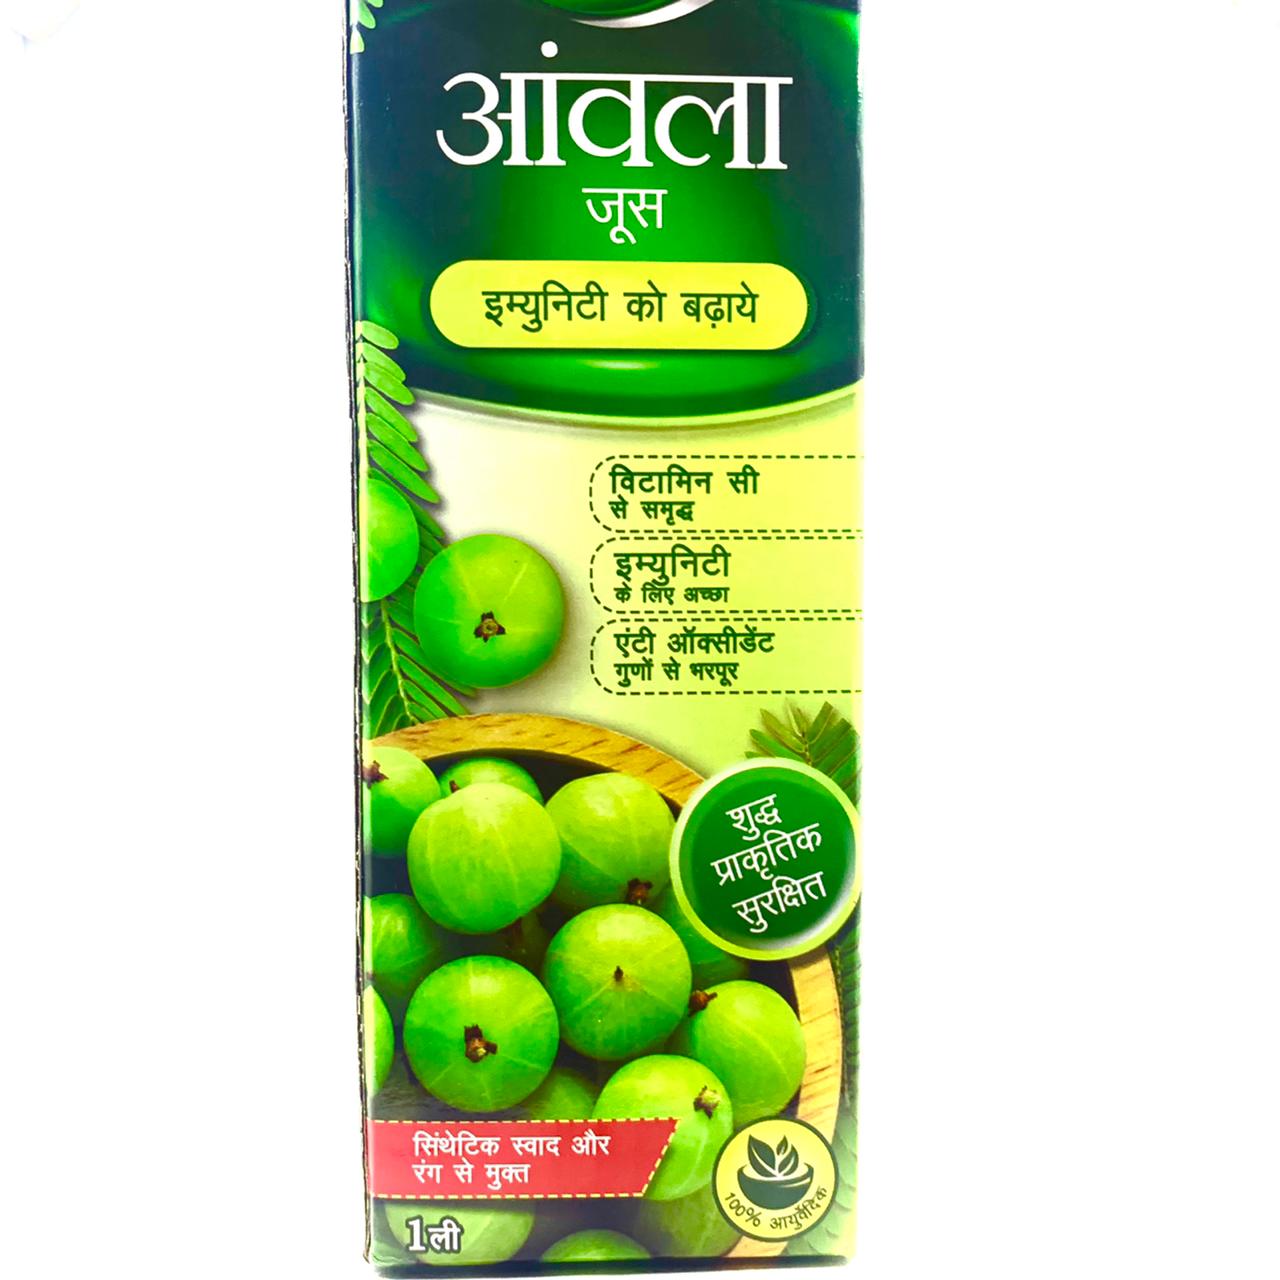 आंवला
जूस
इम्युनिटी को बढ़ाये
विटामिन सी
से समृद्ध
इम्युनिटी
के लिए अच्छा
एंटी ऑक्सीडेंट
गुणों से भरपूर
शुद्ध
प्राकृतिक
सुरक्षित
सिंथेटिक स्वाद और
रंग से मुक्त
100% आयुर्वेदिक
1ली